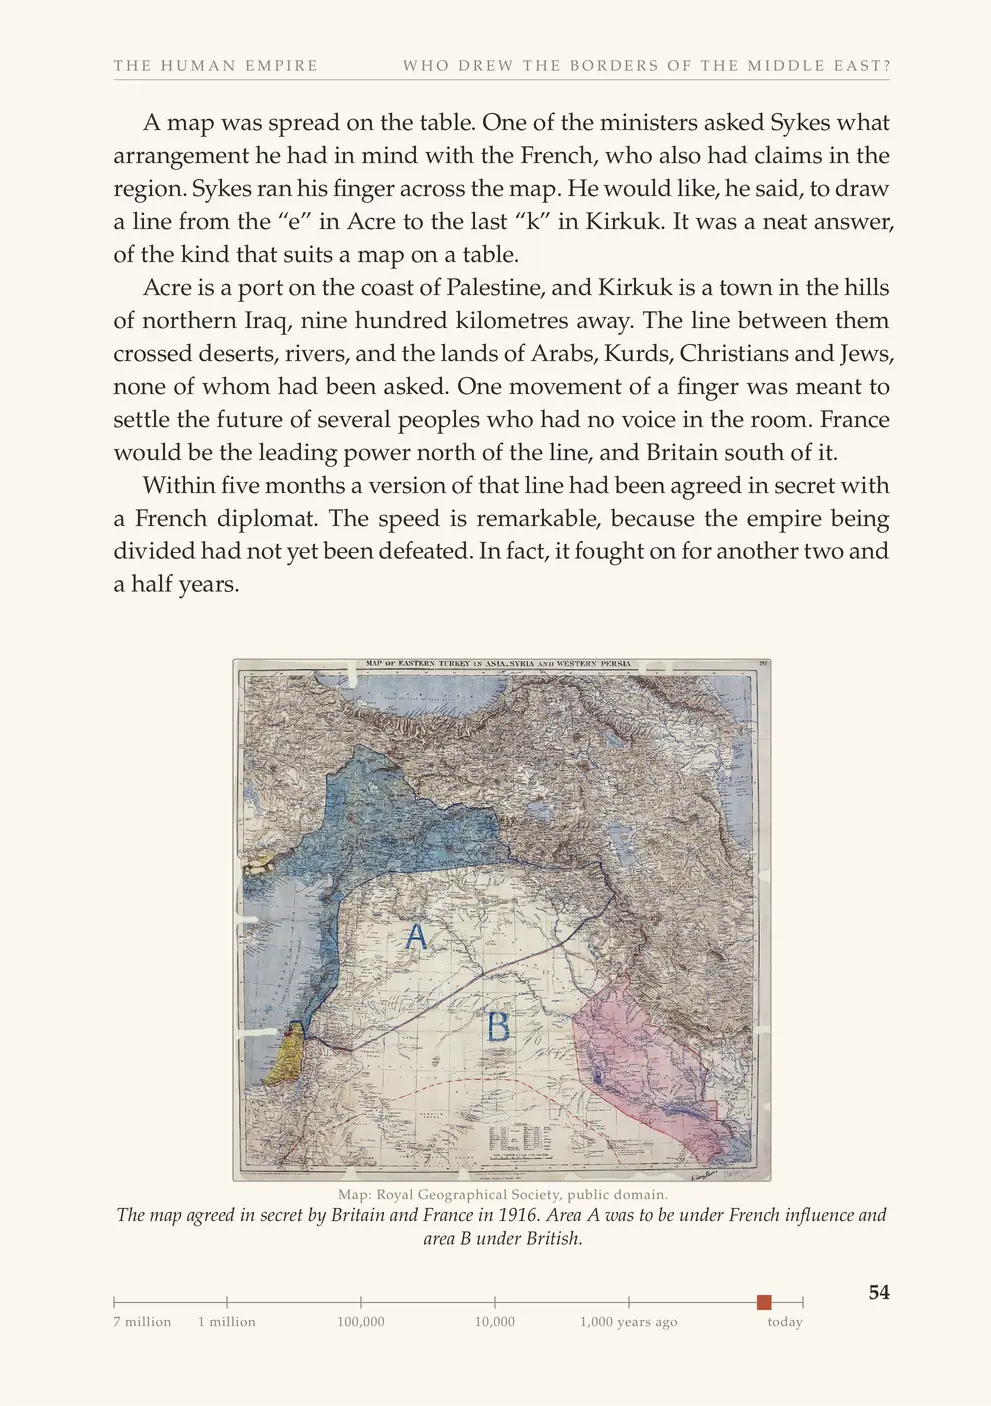 THE HUMAN EMPIRE
WHO DREW THE BORDERS OF THE MIDDLE EAST?
A map was spread on the table. One of the ministers asked Sykes what
arrangement he had in mind with the French, who also had claims in the
region. Sykes ran his finger across the map. He would like, he said, to draw
a line from the “e” in Acre to the last “k” in Kirkuk. It was a neat answer,
of the kind that suits a map on a table.
Acre is a port on the coast of Palestine, and Kirkuk is a town in the hills
of northern Iraq, nine hundred kilometres away. The line between them
crossed deserts, rivers, and the lands of Arabs, Kurds, Christians and Jews,
none of whom had been asked. One movement of a finger was meant to
settle the future of several peoples who had no voice in the room. France
would be the leading power north of the line, and Britain south of it.
Within five months a version of that line had been agreed in secret with
a French diplomat. The speed is remarkable, because the empire being
divided had not yet been defeated. In fact, it fought on for another two and
a half years.
MAP OF EASTERN TURKEY IN ASIA, SYRIA AND WESTERN PERSIA
A
B
Map: Royal Geographical Society, public domain.
The map agreed in secret by Britain and France in 1916. Area A was to be under French influence and
area B under British.
54
7 million 1 million 100,000 10,000 1,000 years ago today